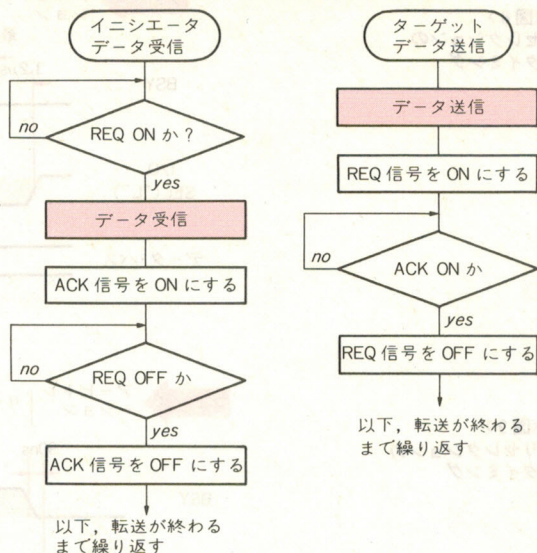 イニシエータ
データ受信
no
REQ ON か？
yes
データ受信
ACK 信号を ON にする
no
REQ OFF か
yes
ACK 信号を OFF にする
以下，転送が終わる
まで繰り返す
ターゲット
データ送信
データ送信
REQ 信号を ON にする
no
ACK ON か
yes
REQ 信号を OFF にする
以下，転送が終わる
まで繰り返す